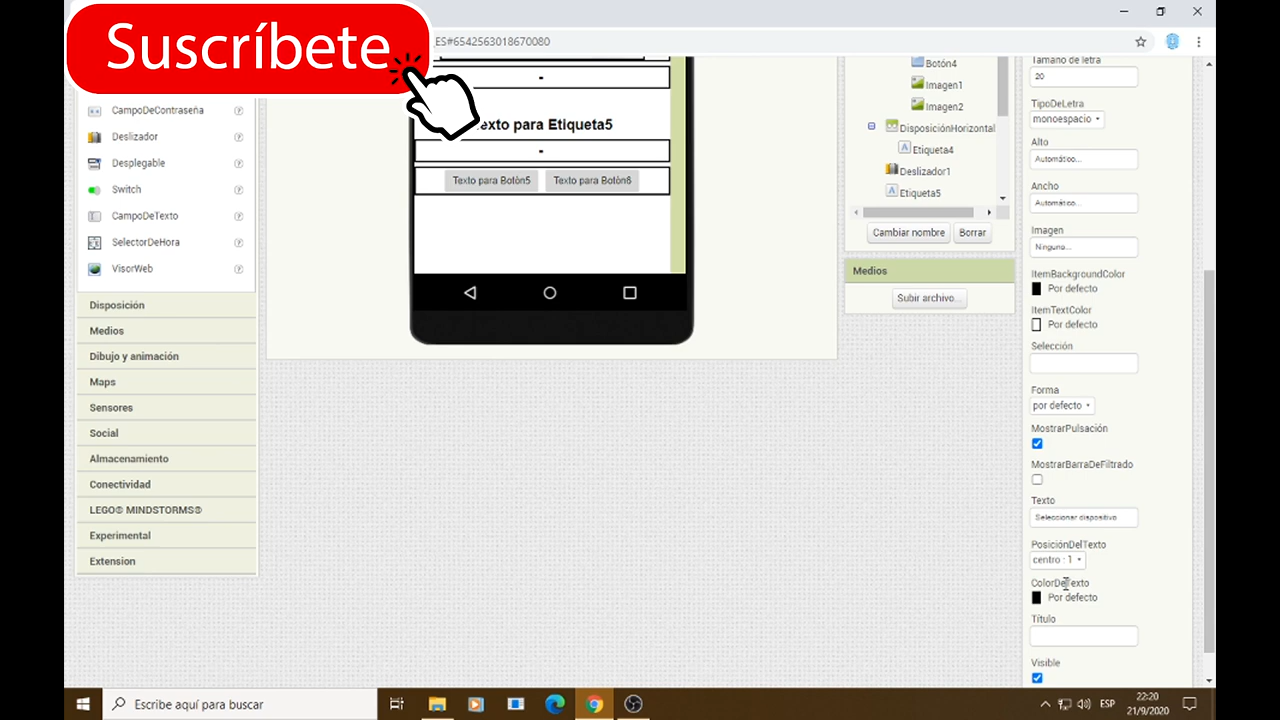 Suscríbete
_ES#6542563018670080
CampoDeContraseña
Deslizador
Desplegable
Switch
CampoDeTexto
SelectorDeHora
VisorWeb
Disposición
Medios
Dibujo y animación
Maps
Sensores
Social
Almacenamiento
Conectividad
LEGO® MINDSTORMS®
Experimental
Extension
-
exto para Etiqueta5
-
Texto para Botón5
Texto para Botón6
Botón4
Imagen1
Imagen2
DisposiciónHorizontal
Etiqueta4
Deslizador1
Etiqueta5
Cambiar nombre
Borrar
Medios
Subir archivo...
Tamaño de letra
20
TipoDeLetra
monoespacio
Alto
Automático...
Ancho
Automático...
Imagen
Ninguno...
ItemBackgroundColor
Por defecto
ItemTextColor
Por defecto
Selección
Forma
por defecto
MostrarPulsación
MostrarBarraDeFiltrado
Texto
Seleccionar dispositivo
PosiciónDelTexto
centro : 1
ColorDeTexto
Por defecto
Título
Visible
Escribe aquí para buscar
ESP
22:20
21/9/2020